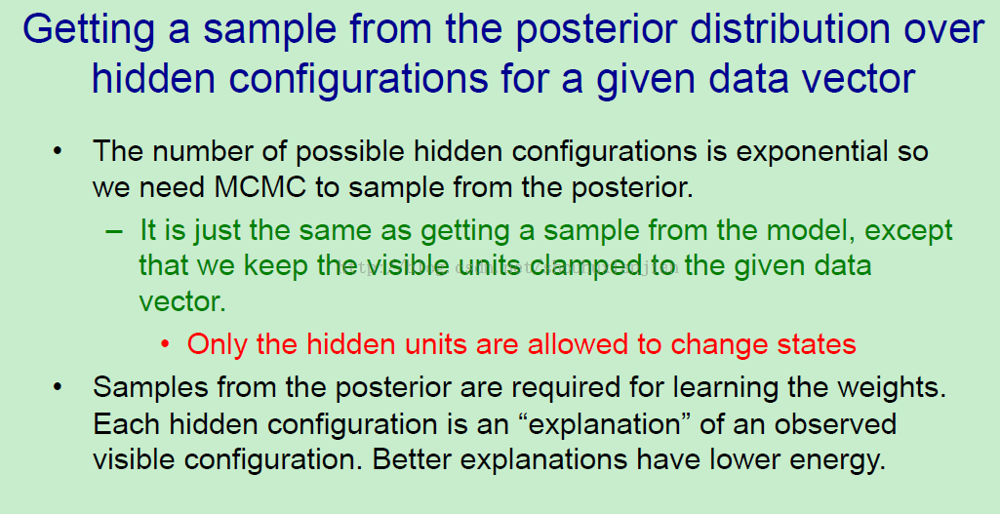 Getting a sample from the posterior distribution over
hidden configurations for a given data vector
• The number of possible hidden configurations is exponential so
we need MCMC to sample from the posterior.
– It is just the same as getting a sample from the model, except
that we keep the visible units clamped to the given data
vector.
• Only the hidden units are allowed to change states
• Samples from the posterior are required for learning the weights.
Each hidden configuration is an “explanation” of an observed
visible configuration. Better explanations have lower energy.